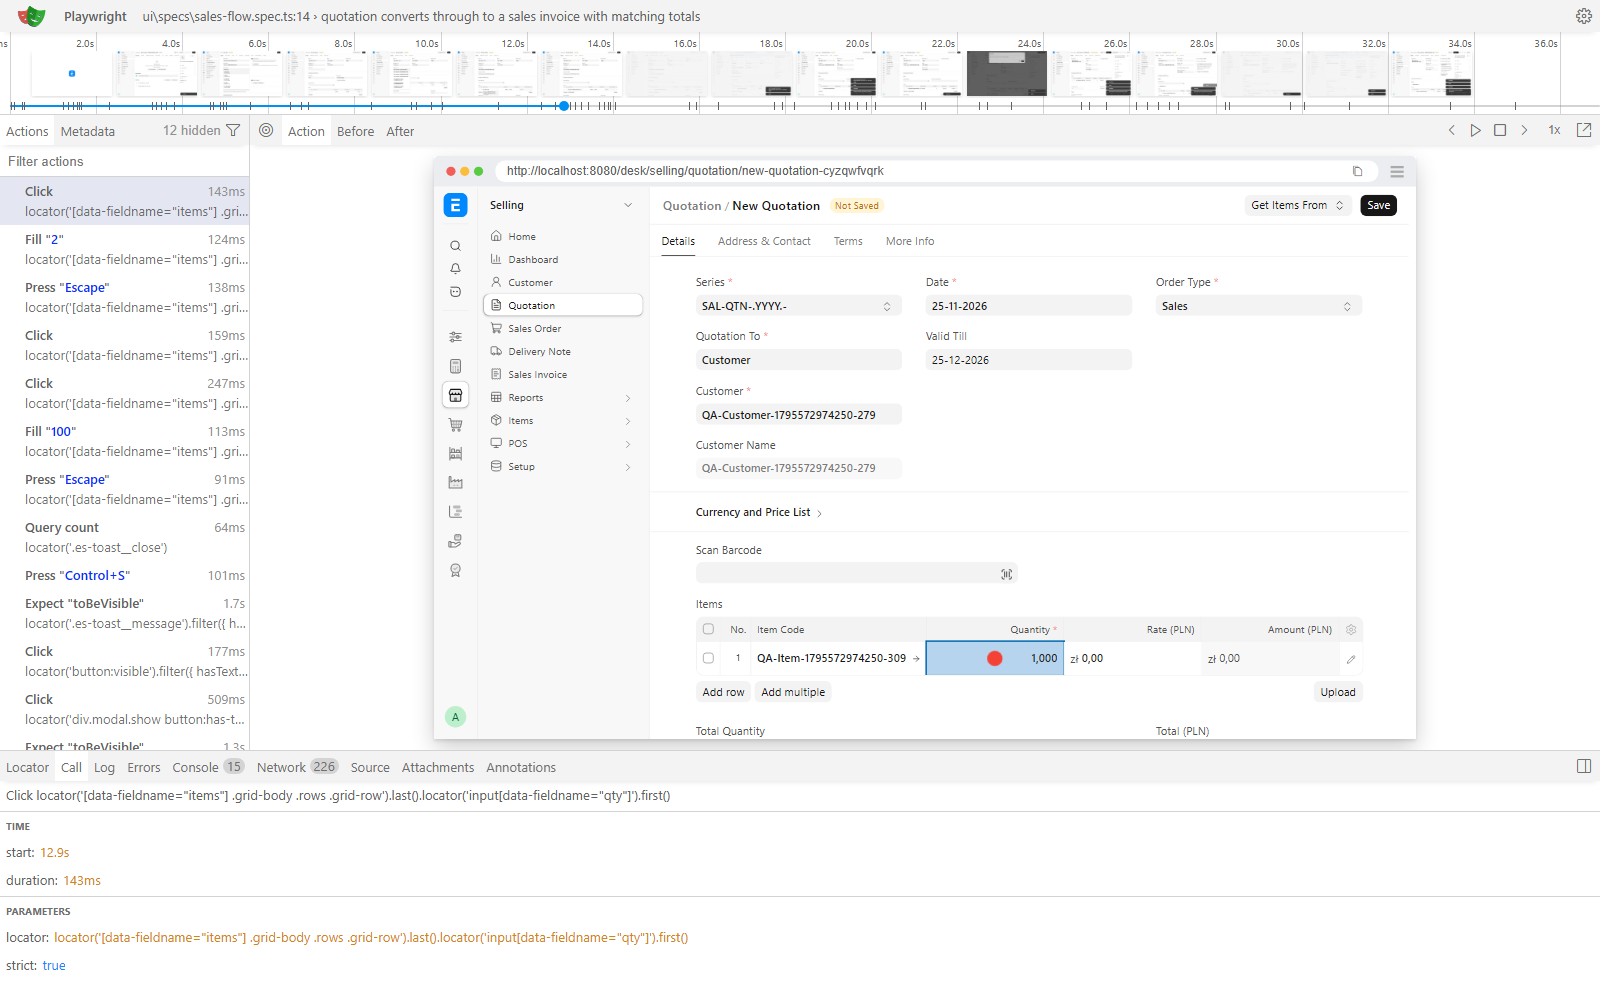 Playwright ui\specs\sales-flow.spec.ts:14 › quotation converts through to a sales invoice with matching totals
2.0s 4.0s 6.0s 8.0s 10.0s 12.0s 14.0s 16.0s 18.0s 20.0s 22.0s 24.0s 26.0s 28.0s 30.0s 32.0s 34.0s 36.0s
Actions Metadata 12 hidden Action Before After 1x
Filter actions
Click 143ms
locator('[data-fieldname="items"] .gri...
Fill "2" 124ms
locator('[data-fieldname="items"] .gri...
Press "Escape" 138ms
locator('[data-fieldname="items"] .gri...
Click 159ms
locator('[data-fieldname="items"] .gri...
Click 247ms
locator('[data-fieldname="items"] .gri...
Fill "100" 113ms
locator('[data-fieldname="items"] .gri...
Press "Escape" 91ms
locator('[data-fieldname="items"] .gri...
Query count 64ms
locator('.es-toast__close')
Press "Control+S" 101ms
Expect "toBeVisible" 1.7s
locator('.es-toast__message').filter({ h...
Click 177ms
locator('button:visible').filter({ hasText...
Click 509ms
locator('div.modal.show button:has-t...
Expect "toBeVisible" 1.3s
http://localhost:8080/desk/selling/quotation/new-quotation-cyzqwfvqrk
E
Selling
Home
Dashboard
Customer
Quotation
Sales Order
Delivery Note
Sales Invoice
Reports
Items
POS
Setup
A
Quotation / New Quotation Not Saved Get Items From Save
Details Address & Contact Terms More Info
Series * Date * Order Type *
SAL-QTN-.YYYY.- 25-11-2026 Sales
Quotation To * Valid Till
Customer 25-12-2026
Customer *
QA-Customer-1795572974250-279
Customer Name
QA-Customer-1795572974250-279
Currency and Price List
Scan Barcode
Items
No. Item Code Quantity * Rate (PLN) Amount (PLN)
1 QA-Item-1795572974250-309 1,000 zł 0,00 zł 0,00
Add row Add multiple Upload
Total Quantity Total (PLN)
Locator Call Log Errors Console 15 Network 226 Source Attachments Annotations
Click locator('[data-fieldname="items"] .grid-body .rows .grid-row').last().locator('input[data-fieldname="qty"]').first()
TIME
start: 12.9s
duration: 143ms
PARAMETERS
locator: locator('[data-fieldname="items"] .grid-body .rows .grid-row').last().locator('input[data-fieldname="qty"]').first()
strict: true